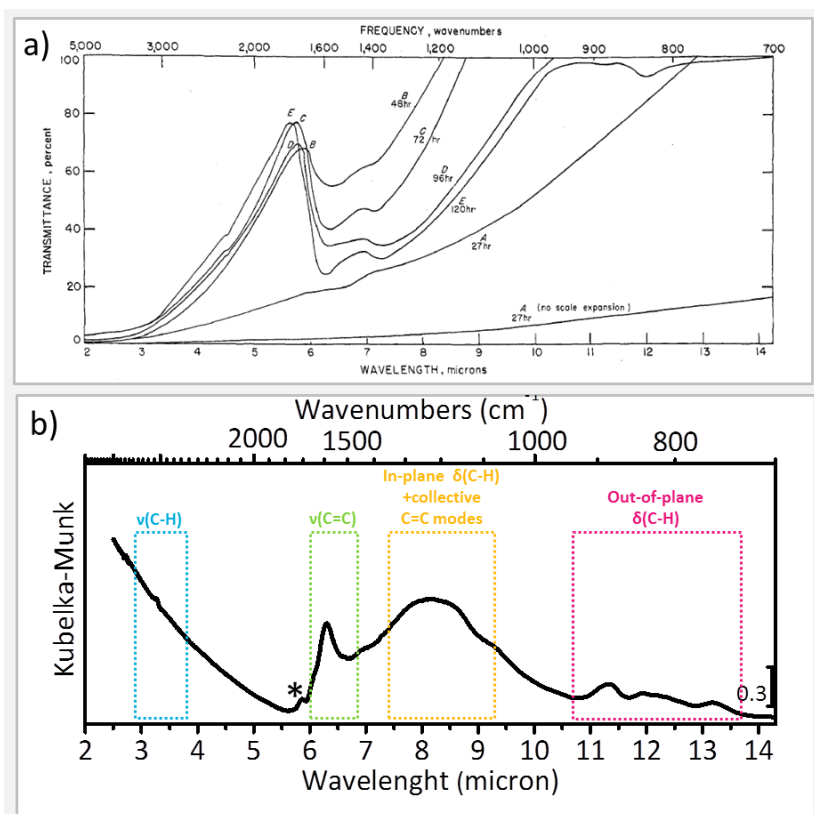 a)
FREQUENCY, wavenumbers
5,000 3,000 2,000 1,600 1,400 1,200 1,000 900 800 700
TRANSMITTANCE, percent
100
80
60
40
20
0
E C
D B
B
48hr
C
72 hr
D
96hr
E
120hr
A
27hr
A (no scale expansion)
27hr
2 3 4 5 6 7 8 9 10 11 12 13 14
WAVELENGTH, microns
b)
Wavenumbers (cm⁻¹)
2000 1500 1000 800
Kubelka-Munk
ν(C-H)
ν(C=C)
In-plane δ(C-H)
+collective
C=C modes
Out-of-plane
δ(C-H)
*
0.3
2 3 4 5 6 7 8 9 10 11 12 13 14
Wavelenght (micron)